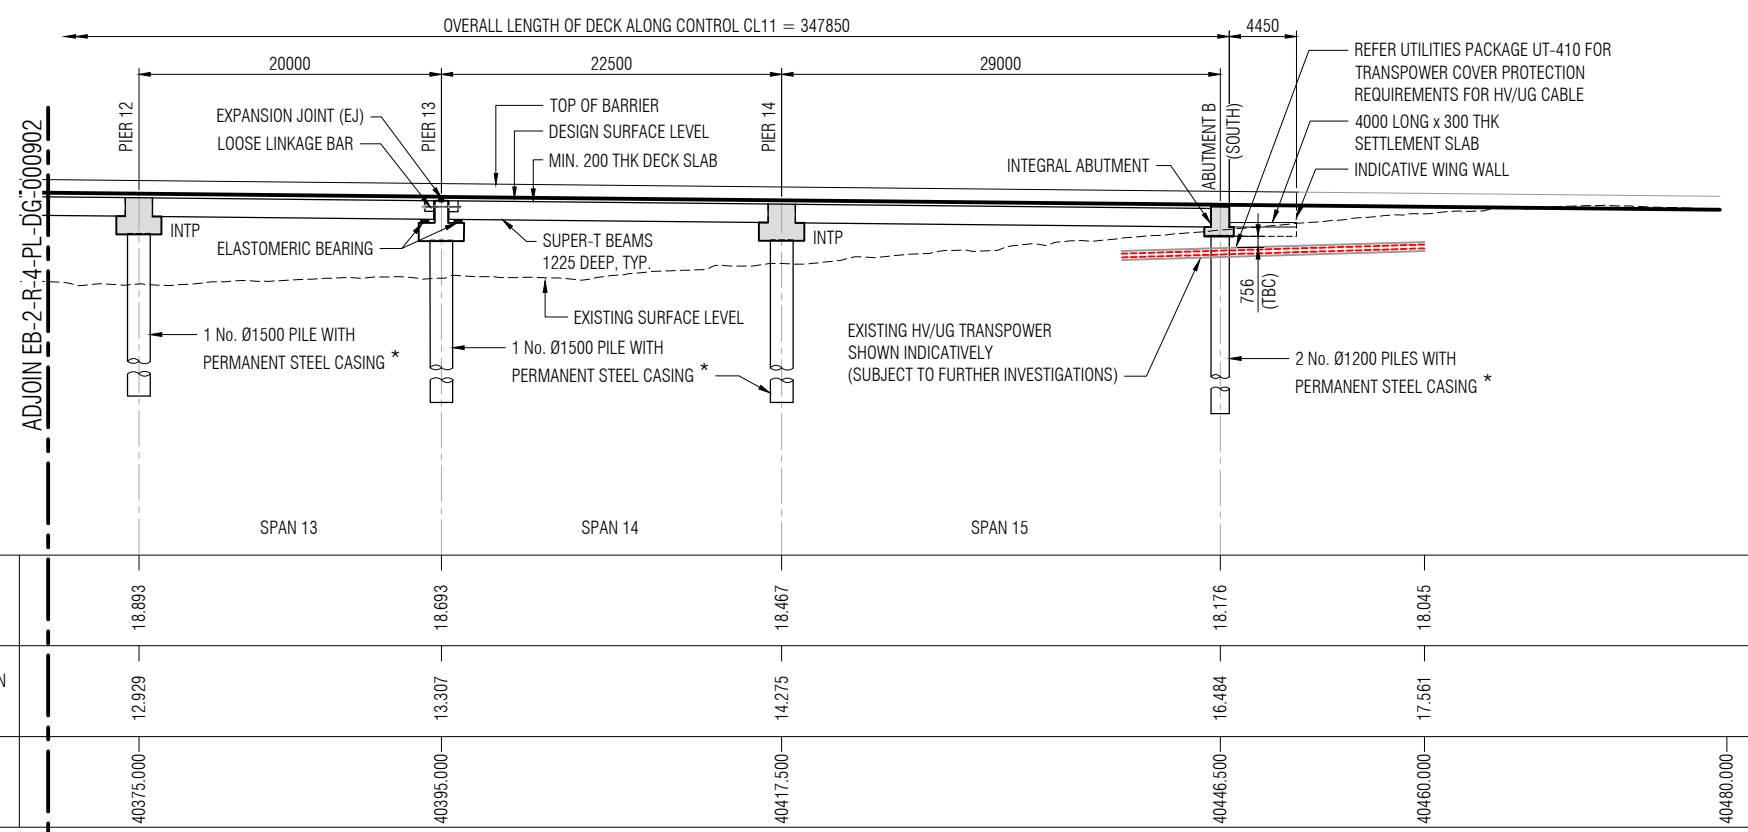 OVERALL LENGTH OF DECK ALONG CONTROL CL11 = 347850
4450
20000
22500
29000
REFER UTILITIES PACKAGE UT-410 FOR
TRANSPOWER COVER PROTECTION
REQUIREMENTS FOR HV/UG CABLE
4000 LONG x 300 THK
SETTLEMENT SLAB
INDICATIVE WING WALL
ADJOIN EB-2-R-4-PL-DG-000902
PIER 12
EXPANSION JOINT (EJ)
LOOSE LINKAGE BAR
PIER 13
TOP OF BARRIER
DESIGN SURFACE LEVEL
MIN. 200 THK DECK SLAB
PIER 14
INTEGRAL ABUTMENT
ABUTMENT B
(SOUTH)
INTP
ELASTOMERIC BEARING
SUPER-T BEAMS
1225 DEEP, TYP.
INTP
756
(TBC)
EXISTING SURFACE LEVEL
1 No. Ø1500 PILE WITH
PERMANENT STEEL CASING *
1 No. Ø1500 PILE WITH
PERMANENT STEEL CASING *
EXISTING HV/UG TRANSPOWER
SHOWN INDICATIVELY
(SUBJECT TO FURTHER INVESTIGATIONS)
2 No. Ø1200 PILES WITH
PERMANENT STEEL CASING *
SPAN 13
SPAN 14
SPAN 15
18.893
18.693
18.467
18.176
18.045
N
12.929
13.307
14.275
16.484
17.561
40375.000
40395.000
40417.500
40446.500
40460.000
40480.000